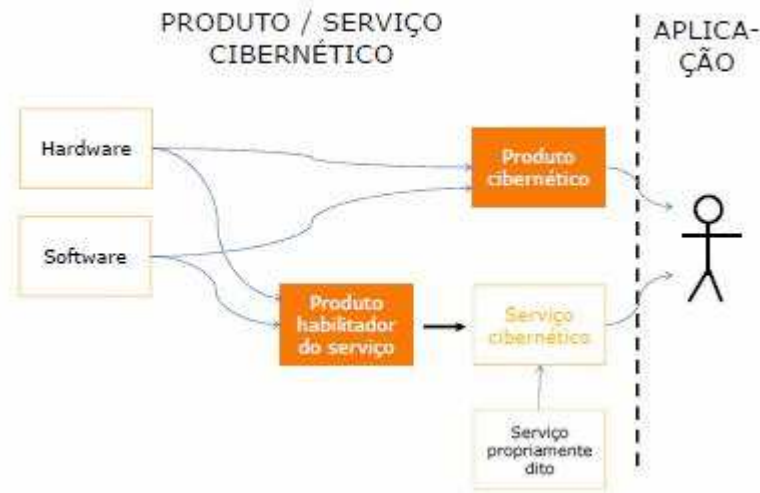 PRODUTO / SERVIÇO
CIBERNÉTICO
APLICA-
ÇÃO
Hardware
Produto
cibernético
Software
Produto
habilitador
do serviço
Serviço
cibernético
Serviço
propriamente
dito